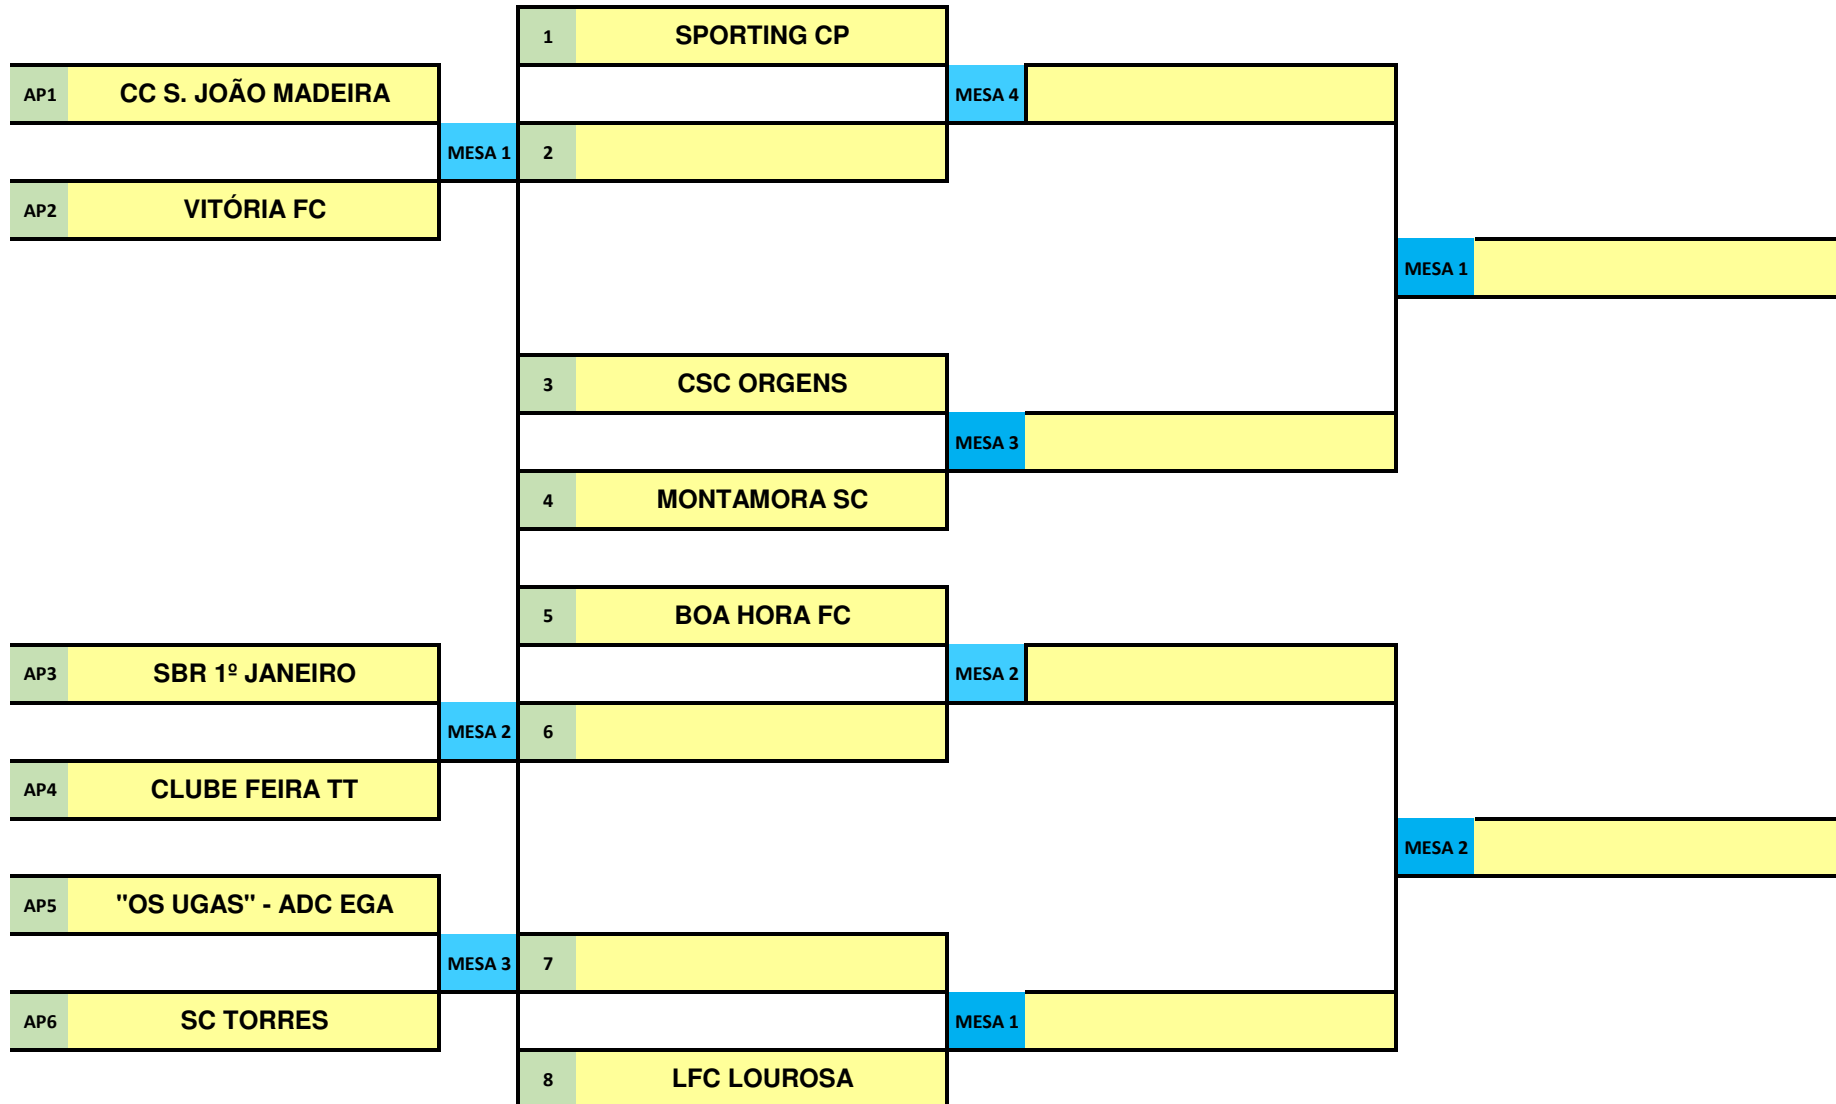 1 SPORTING CP
AP1 CC S. JOÃO MADEIRA
MESA 4
MESA 1
2
AP2 VITÓRIA FC
MESA 1
3 CSC ORGENS
MESA 3
4 MONTAMORA SC
5 BOA HORA FC
AP3 SBR 1º JANEIRO
MESA 2
MESA 2
6
AP4 CLUBE FEIRA TT
MESA 2
AP5 "OS UGAS" - ADC EGA
MESA 3
7
AP6 SC TORRES
MESA 1
8 LFC LOUROSA